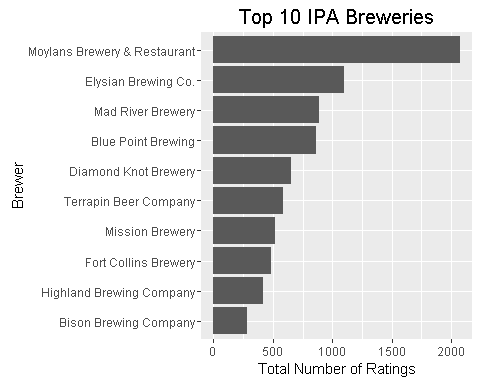 Top 10 IPA Breweries
Brewer
Moylans Brewery & Restaurant
Elysian Brewing Co.
Mad River Brewery
Blue Point Brewing
Diamond Knot Brewery
Terrapin Beer Company
Mission Brewery
Fort Collins Brewery
Highland Brewing Company
Bison Brewing Company
0 500 1000 1500 2000
Total Number of Ratings